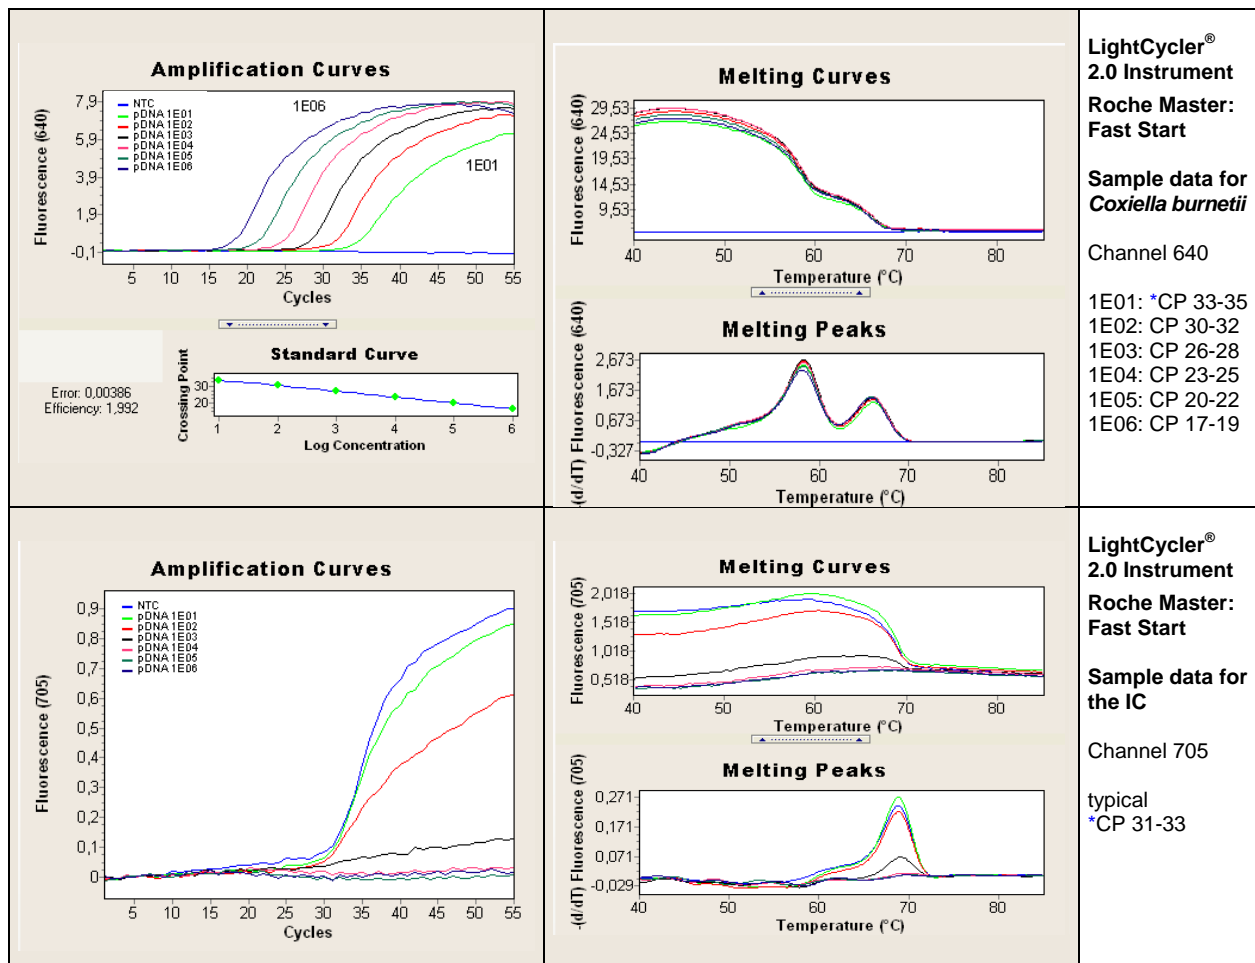 Amplification Curves
Fluorescence (640)
7,9
5,9
3,9
1,9
-0,1
NTC
pDNA 1E01
pDNA 1E02
pDNA 1E03
pDNA 1E04
pDNA 1E05
pDNA 1E06
1E06
1E01
5 10 15 20 25 30 35 40 45 50 55
Cycles
Error: 0,00386
Efficiency: 1,992
Standard Curve
Crossing Point
30
20
1 2 3 4 5 6
Log Concentration
Melting Curves
Fluorescence (640)
29,53
24,53
19,53
14,53
9,53
40 50 60 70 80
Temperature (°C)
Melting Peaks
-(d/dT) Fluorescence (640)
2,673
1,673
0,673
-0,327
40 50 60 70 80
Temperature (°C)
LightCycler®
2.0 Instrument
Roche Master:
Fast Start
Sample data for
Coxiella burnetii
Channel 640
1E01: *CP 33-35
1E02: CP 30-32
1E03: CP 26-28
1E04: CP 23-25
1E05: CP 20-22
1E06: CP 17-19
Amplification Curves
Fluorescence (705)
0,9
0,8
0,7
0,6
0,5
0,4
0,3
0,2
0,1
0
NTC
pDNA 1E01
pDNA 1E02
pDNA 1E03
pDNA 1E04
pDNA 1E05
pDNA 1E06
5 10 15 20 25 30 35 40 45 50 55
Cycles
Melting Curves
Fluorescence (705)
2,018
1,518
1,018
0,518
40 50 60 70 80
Temperature (°C)
Melting Peaks
-(d/dT) Fluorescence (705)
0,271
0,171
0,071
-0,029
40 50 60 70 80
Temperature (°C)
LightCycler®
2.0 Instrument
Roche Master:
Fast Start
Sample data for
the IC
Channel 705
typical
*CP 31-33